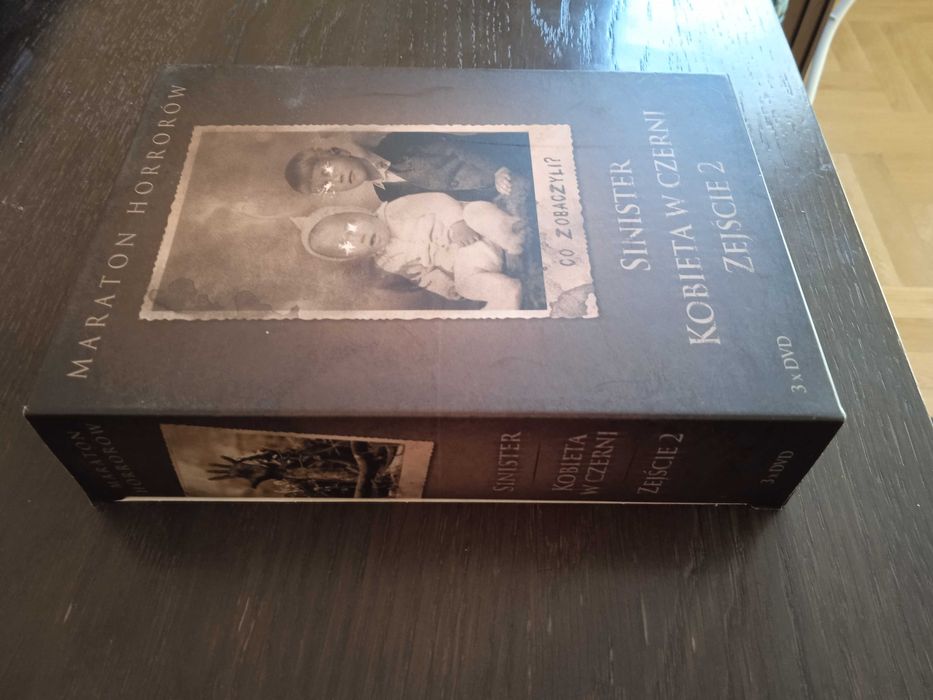 MARATON HORRORÓW
CO ZOBACZYLI?
SINISTER
KOBIETA W CZERNI
ZEJŚCIE 2
3 x DVD
MARATON
HORRORÓW
SINISTER
KOBIETA
W CZERNI
ZEJŚCIE 2
3 x DVD